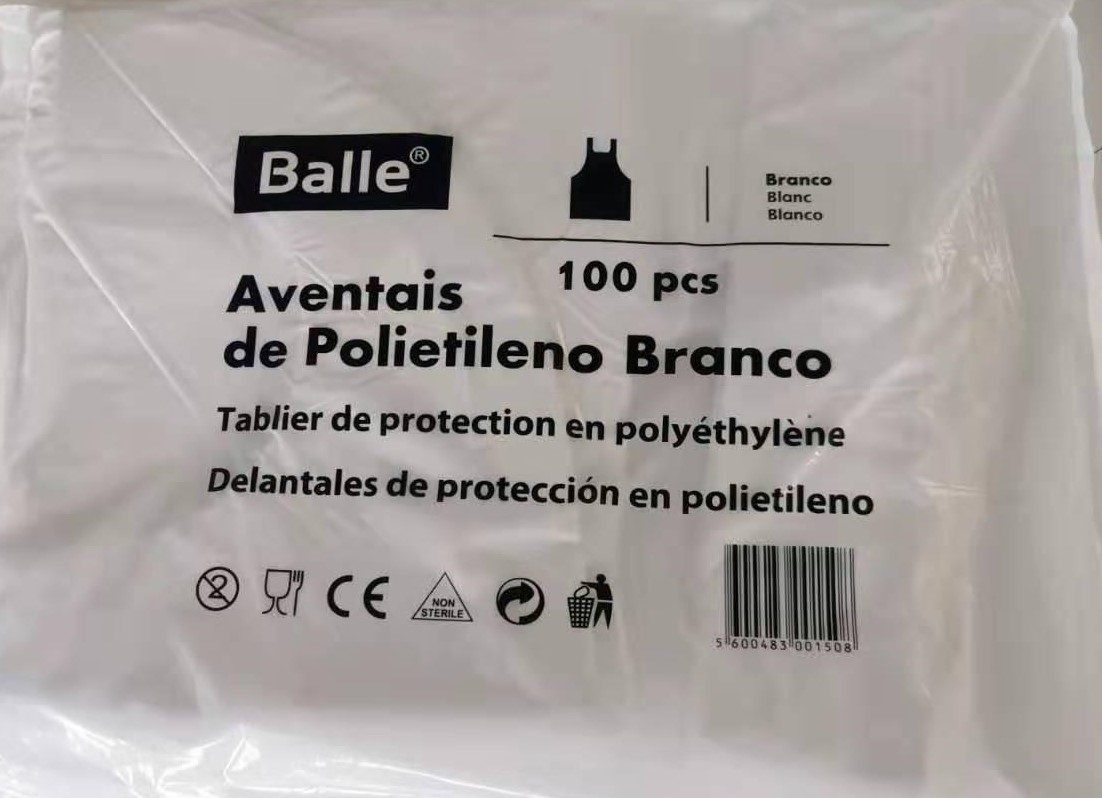 Balle®
Branco
Blanc
Blanco
100 pcs
Aventais
de Polietileno Branco
Tablier de protection en polyéthylène
Delantales de protección en polietileno
2
CE
NON
STERILE
5 600483 001508